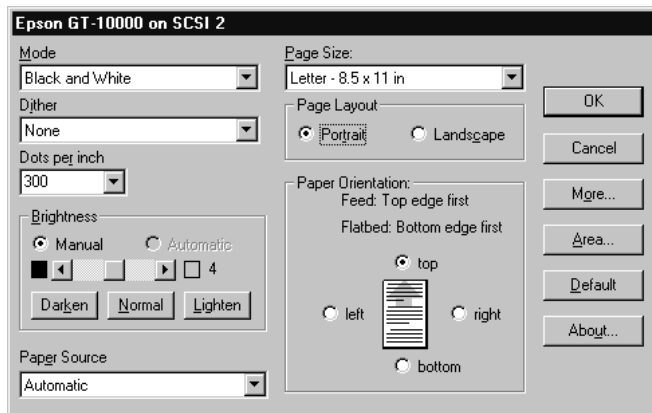 Epson GT-10000 on SCSI 2
Mode
Black and White
Dither
None
Dots per inch
300
Brightness
Manual
Automatic
4
Darken
Normal
Lighten
Paper Source
Automatic
Page Size:
Letter - 8.5 x 11 in
Page Layout
Portrait
Landscape
Paper Orientation:
Feed: Top edge first
Flatbed: Bottom edge first
top
left
right
bottom
OK
Cancel
More...
Area...
Default
About...